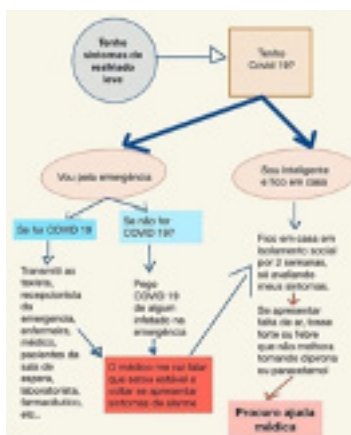 Tenho
sintomas de
resfriado
leve
Tenho
Covid 19?
Vou pela emergência
Sou inteligente
e fico em casa
Se for COVID 19
Se não for
COVID 19?
Transmiti ao
taxista,
recepcionista
da
emergencia,
enfermeiro,
médico,
pacientes da
sala de
espera,
laboratorista,
farmacêutico,
etc..
Pego
COVID 19
de algum
infetado na
emergência
O médico me vai falar
que estou estável e
voltar se apresentar
sintomas de alarme
Fico em casa em
isolamento social
por 2 semanas,
só avaliando
meus sintomas.
Se apresentar
falta de ar, tosse
forte ou febre
que não melhora
tomando dipirona
ou paracetamol
Procuro ajuda
médica